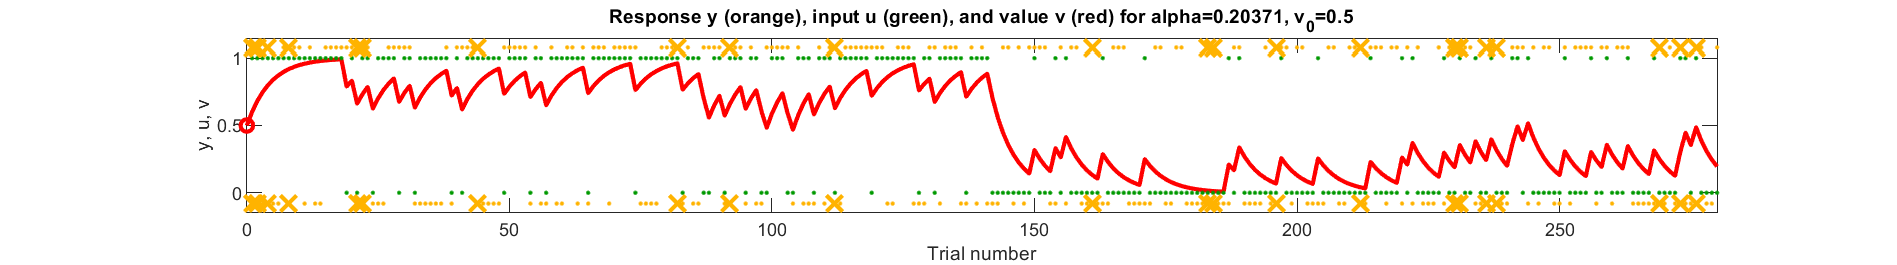 Response y (orange), input u (green), and value v (red) for alpha=0.20371, v0=0.5
y, u, v
1
0.5
0
0 50 100 150 200 250
Trial number